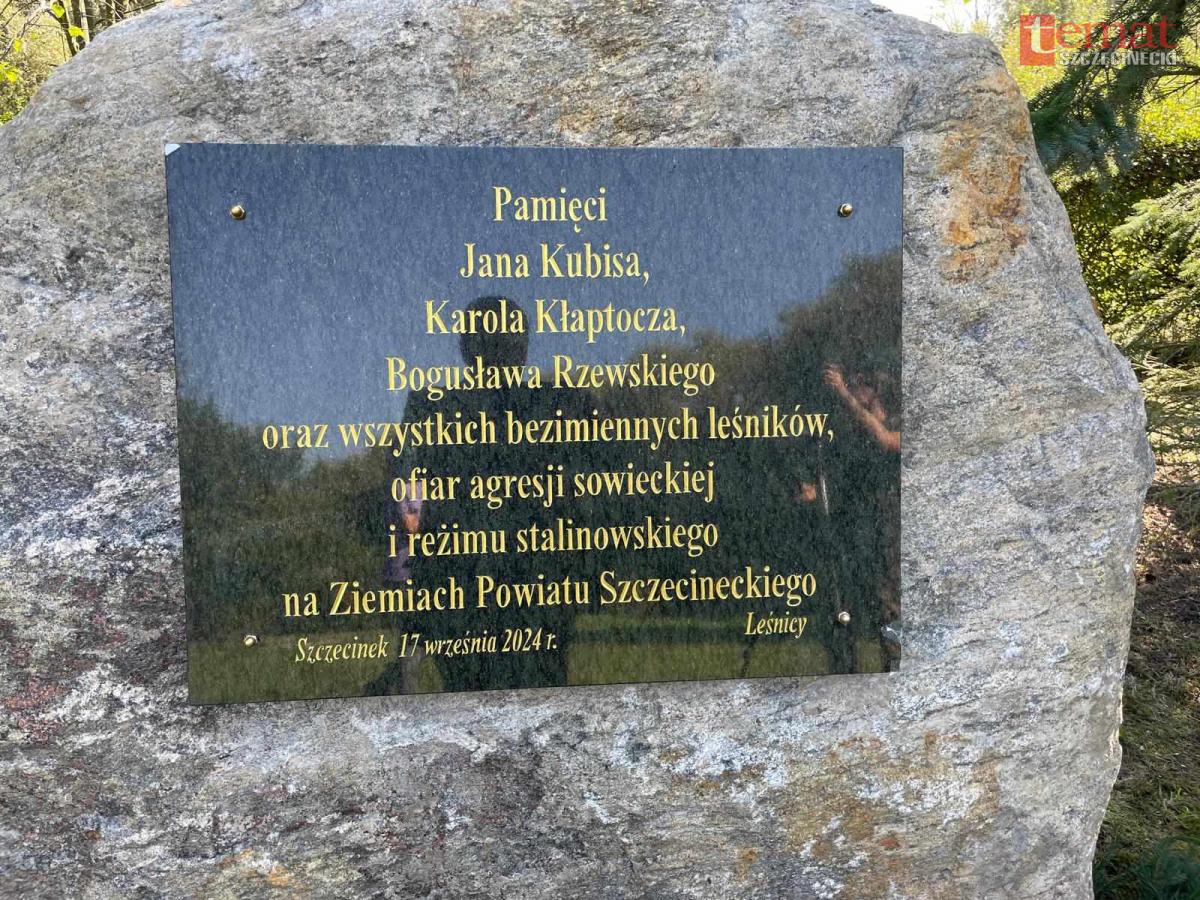 temat
SZCZECINECKI
Pamięci
Jana Kubisa,
Karola Kłaptocza,
Bogusława Rzewskiego
oraz wszystkich bezimiennych leśników,
ofiar agresji sowieckiej
i reżimu stalinowskiego
na Ziemiach Powiatu Szczecineckiego
Leśnicy
Szczecinek 17 września 2024 r.